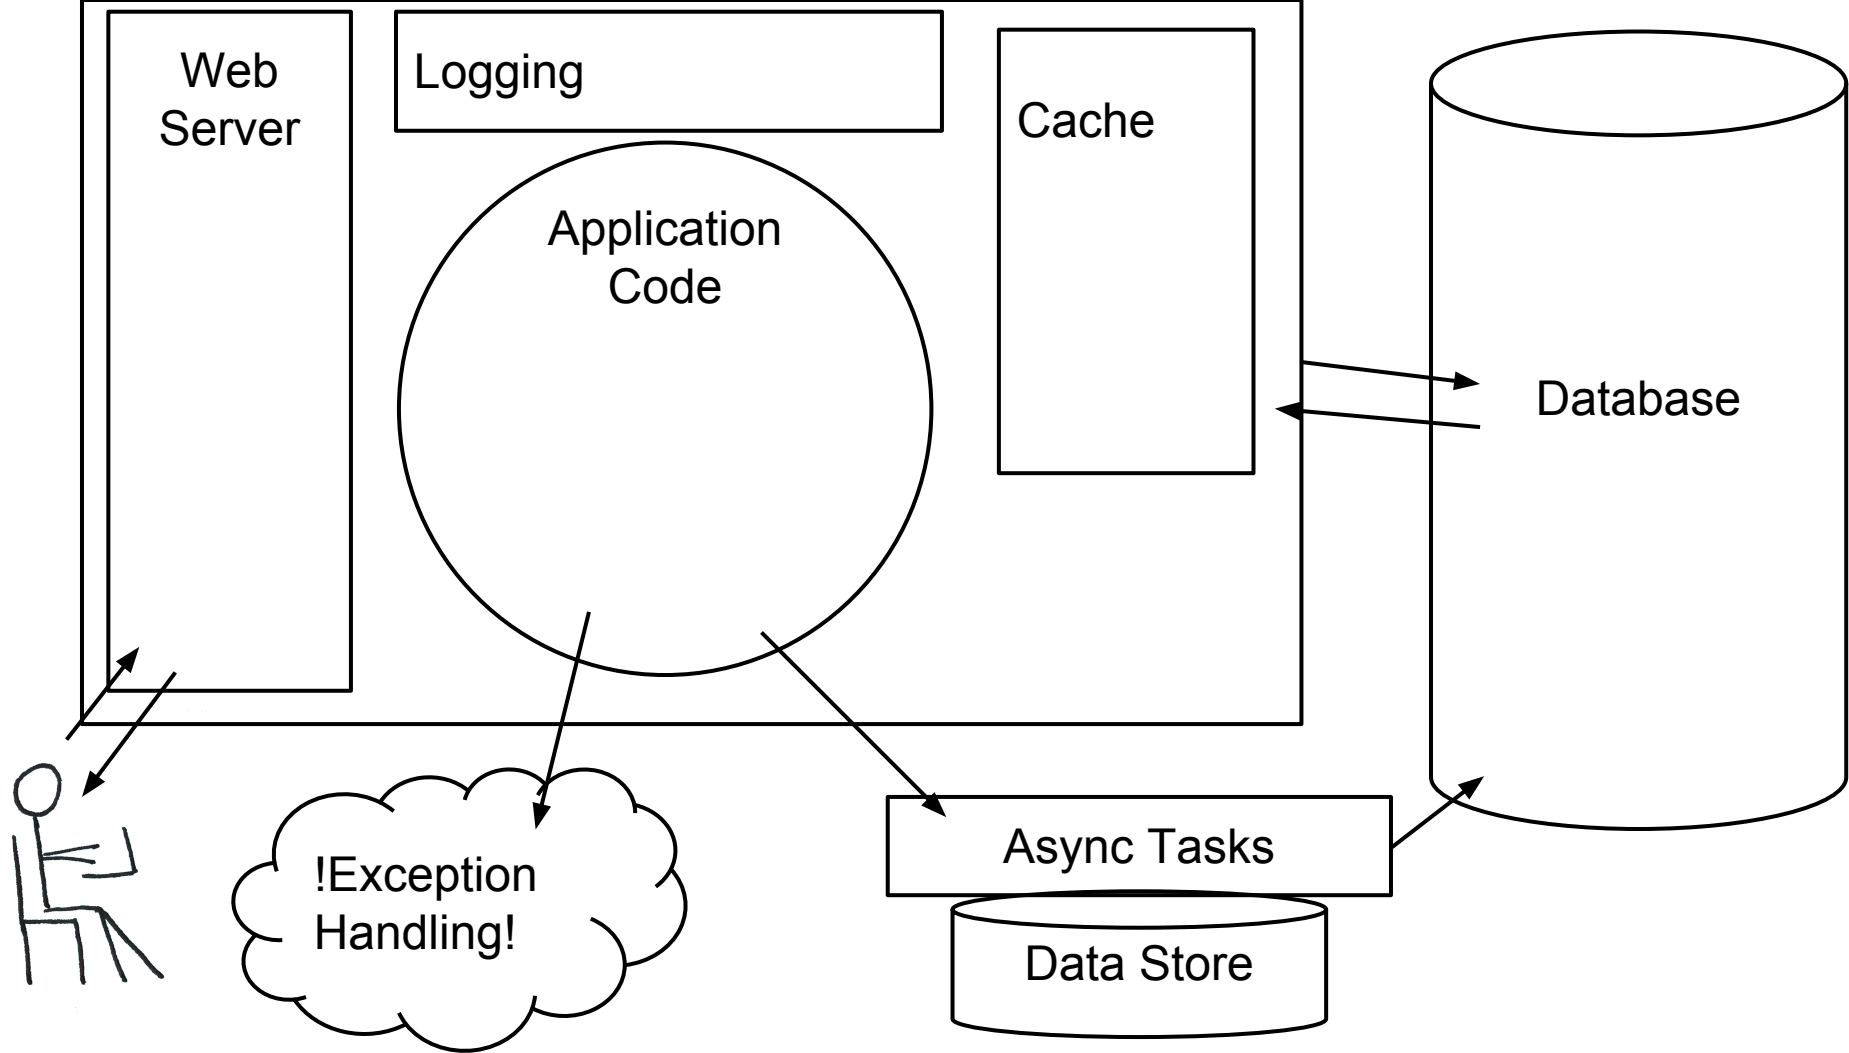 Web
Server
Logging
Cache
Application
Code
Database
!Exception
Handling!
Async Tasks
Data Store